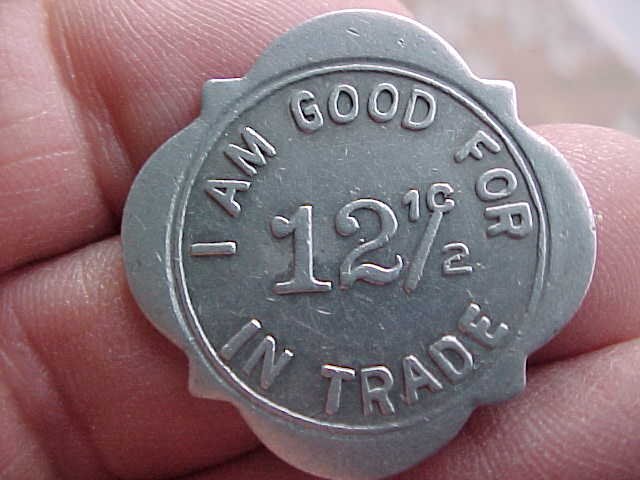 I AM GOOD FOR
12 1/2¢
IN TRADE